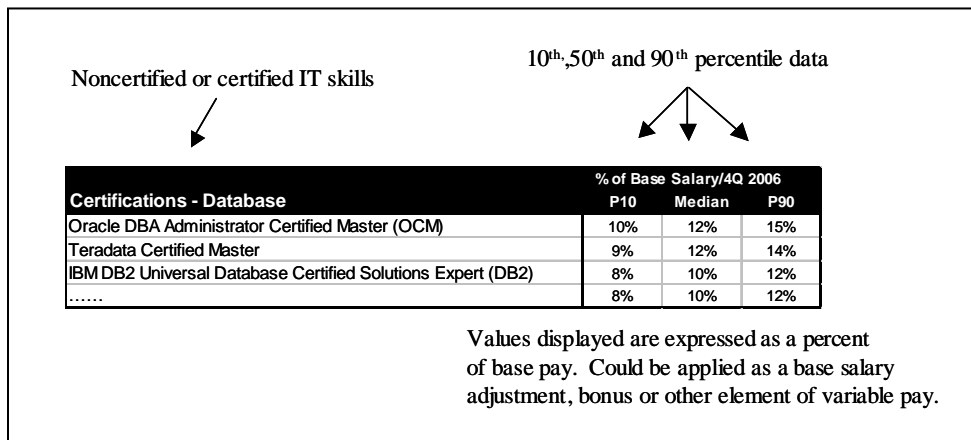 Noncertified or certified IT skills
10th,,50th and 90th percentile data
% of Base Salary/4Q 2006
Certifications - Database P10 Median P90
Oracle DBA Administrator Certified Master (OCM) 10% 12% 15%
Teradata Certified Master 9% 12% 14%
IBM DB2 Universal Database Certified Solutions Expert (DB2) 8% 10% 12%
...... 8% 10% 12%
Values displayed are expressed as a percent
of base pay. Could be applied as a base salary
adjustment, bonus or other element of variable pay.